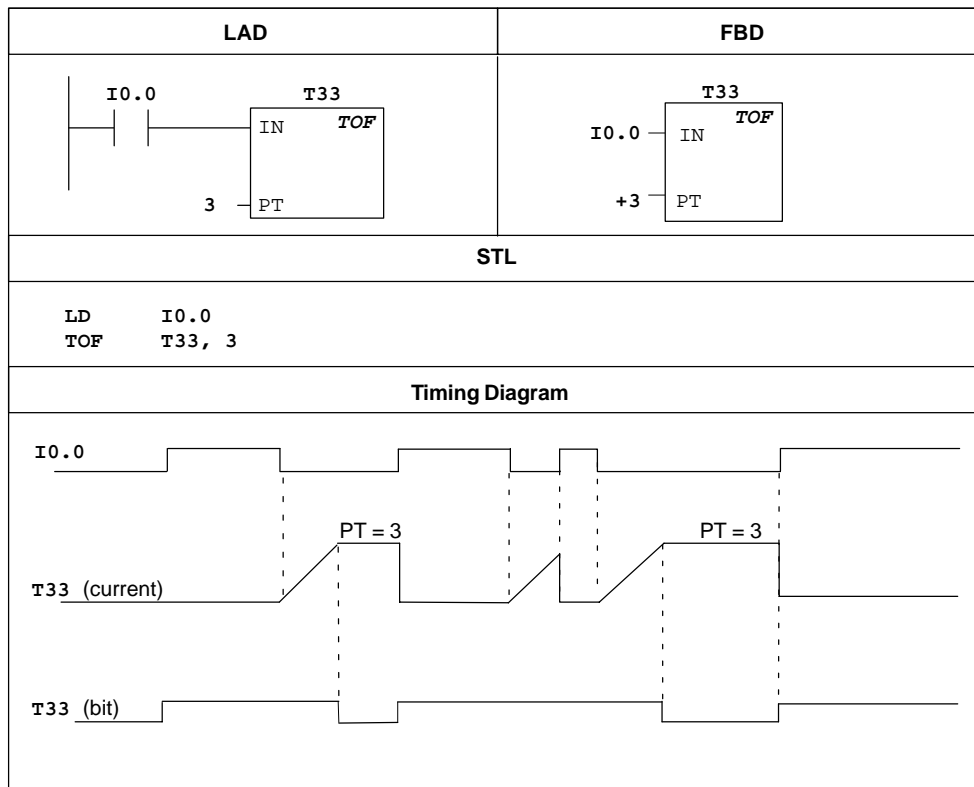 LAD
FBD
I0.0
T33
IN TOF
3 PT
T33
TOF
I0.0 IN
+3 PT
STL
LD I0.0
TOF T33, 3
Timing Diagram
I0.0
PT = 3 PT = 3
T33 (current)
T33 (bit)